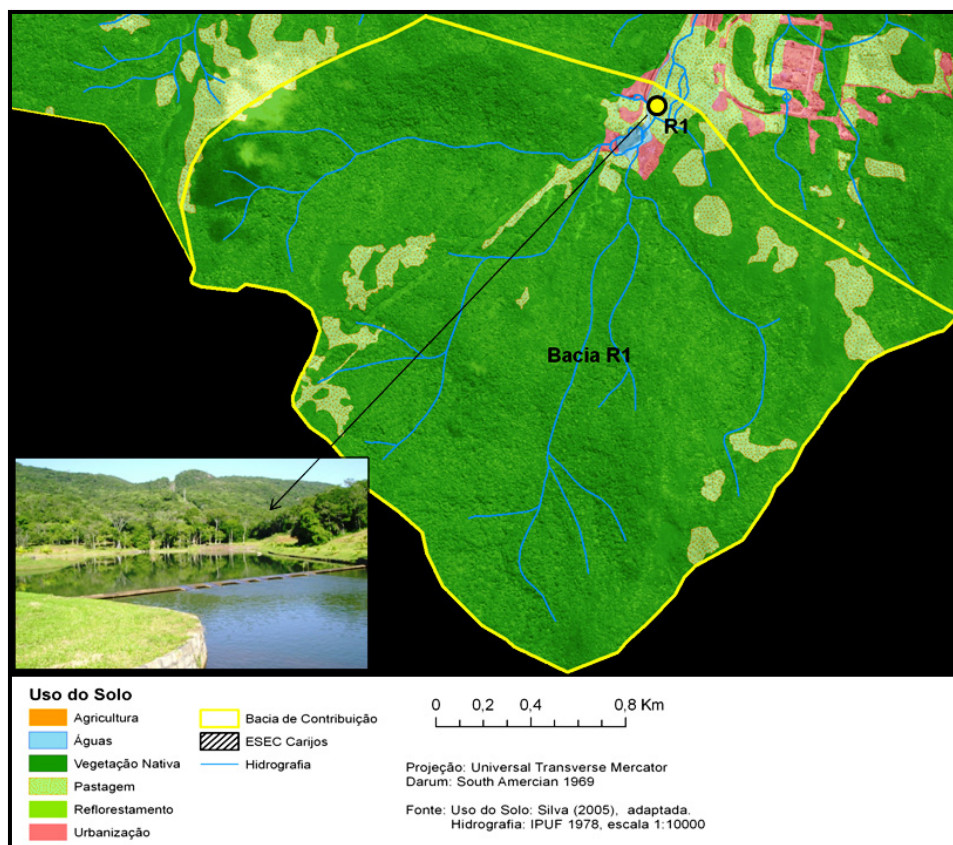 R1
Bacia R1
Uso do Solo
Agricultura
Águas
Vegetação Nativa
Pastagem
Reflorestamento
Urbanização
Bacia de Contribuição
ESEC Carijos
Hidrografia
0 0,2 0,4 0,8 Km
Projeção: Universal Transverse Mercator
Darum: South Amercian 1969
Fonte: Uso do Solo: Silva (2005), adaptada.
Hidrografia: IPUF 1978, escala 1:10000